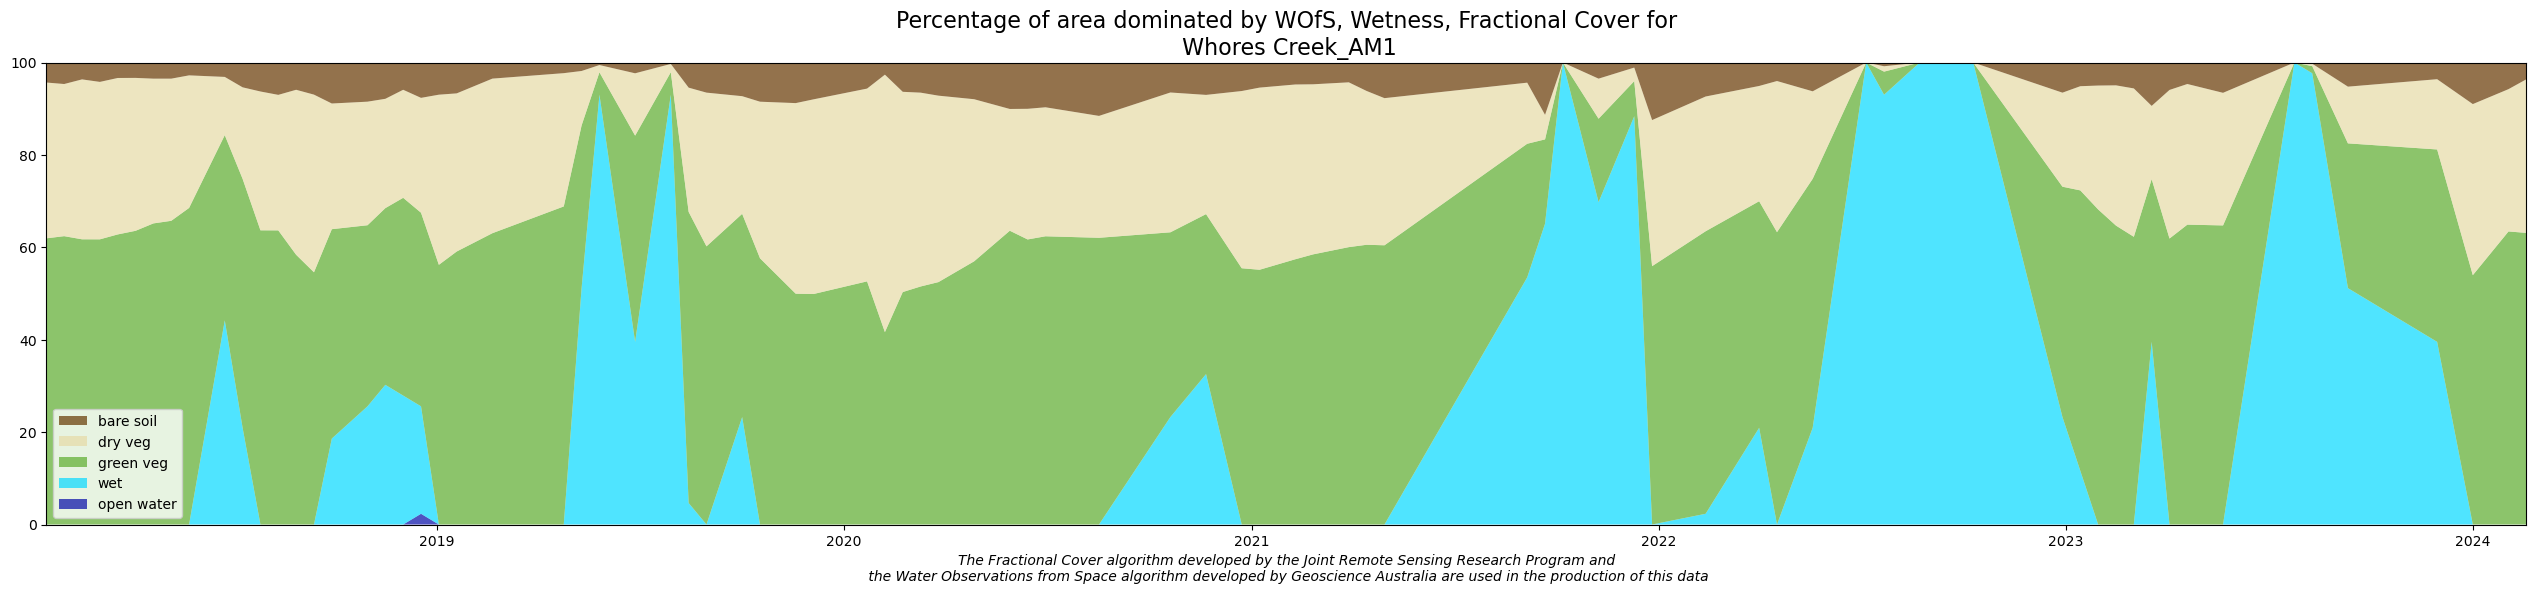 Percentage of area dominated by WOfS, Wetness, Fractional Cover for
Whores Creek_AM1
100
80
60
40
20
0
bare soil
dry veg
green veg
wet
open water
2019 2020 2021 2022 2023 2024
The Fractional Cover algorithm developed by the Joint Remote Sensing Research Program and
the Water Observations from Space algorithm developed by Geoscience Australia are used in the production of this data